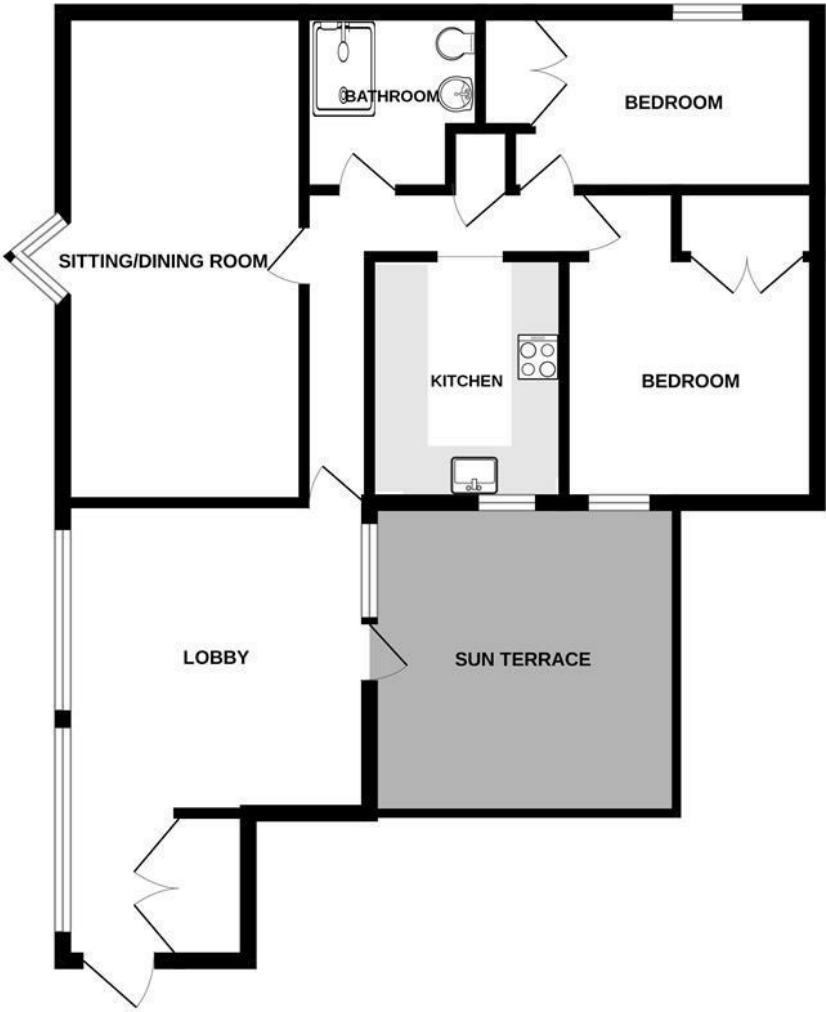 BATHROOM
BEDROOM
SITTING/DINING ROOM
KITCHEN
BEDROOM
LOBBY
SUN TERRACE